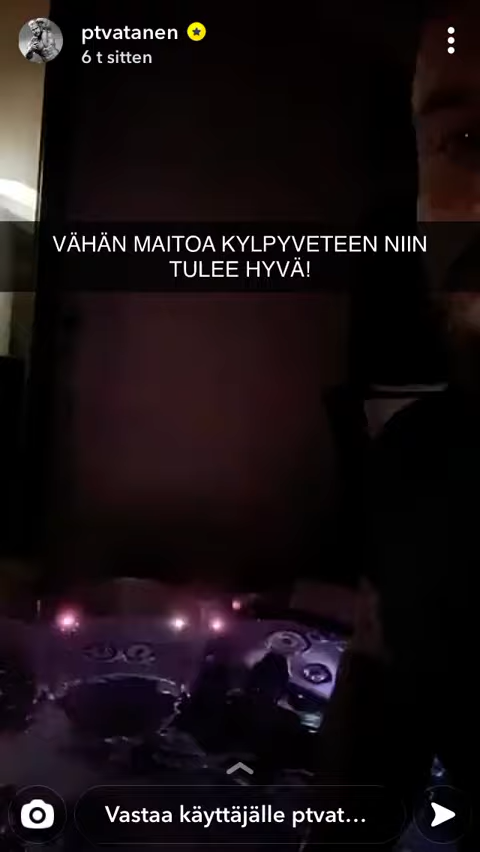 ptvatanen
6 t sitten
VÄHÄN MAITOA KYLPYVETEEN NIIN
TULEE HYVÄ!
Vastaa käyttäjälle ptvat...